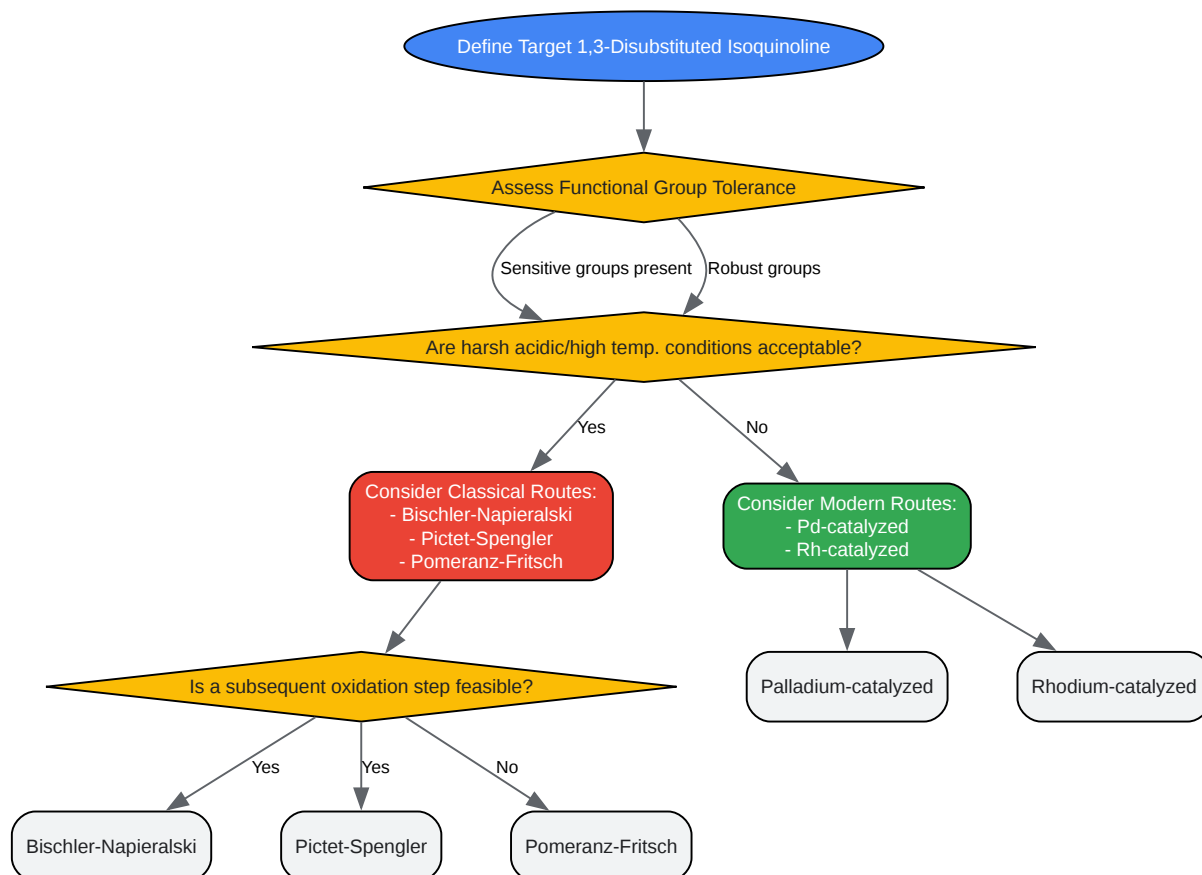 Define Target 1,3-Disubstituted Isoquinoline
Assess Functional Group Tolerance
Sensitive groups present
Robust groups
Are harsh acidic/high temp. conditions acceptable?
Yes
No
Consider Classical Routes:
- Bischler-Napieralski
- Pictet-Spengler
- Pomeranz-Fritsch
Consider Modern Routes:
- Pd-catalyzed
- Rh-catalyzed
Is a subsequent oxidation step feasible?
Palladium-catalyzed
Rhodium-catalyzed
Yes
Yes
No
Bischler-Napieralski
Pictet-Spengler
Pomeranz-Fritsch